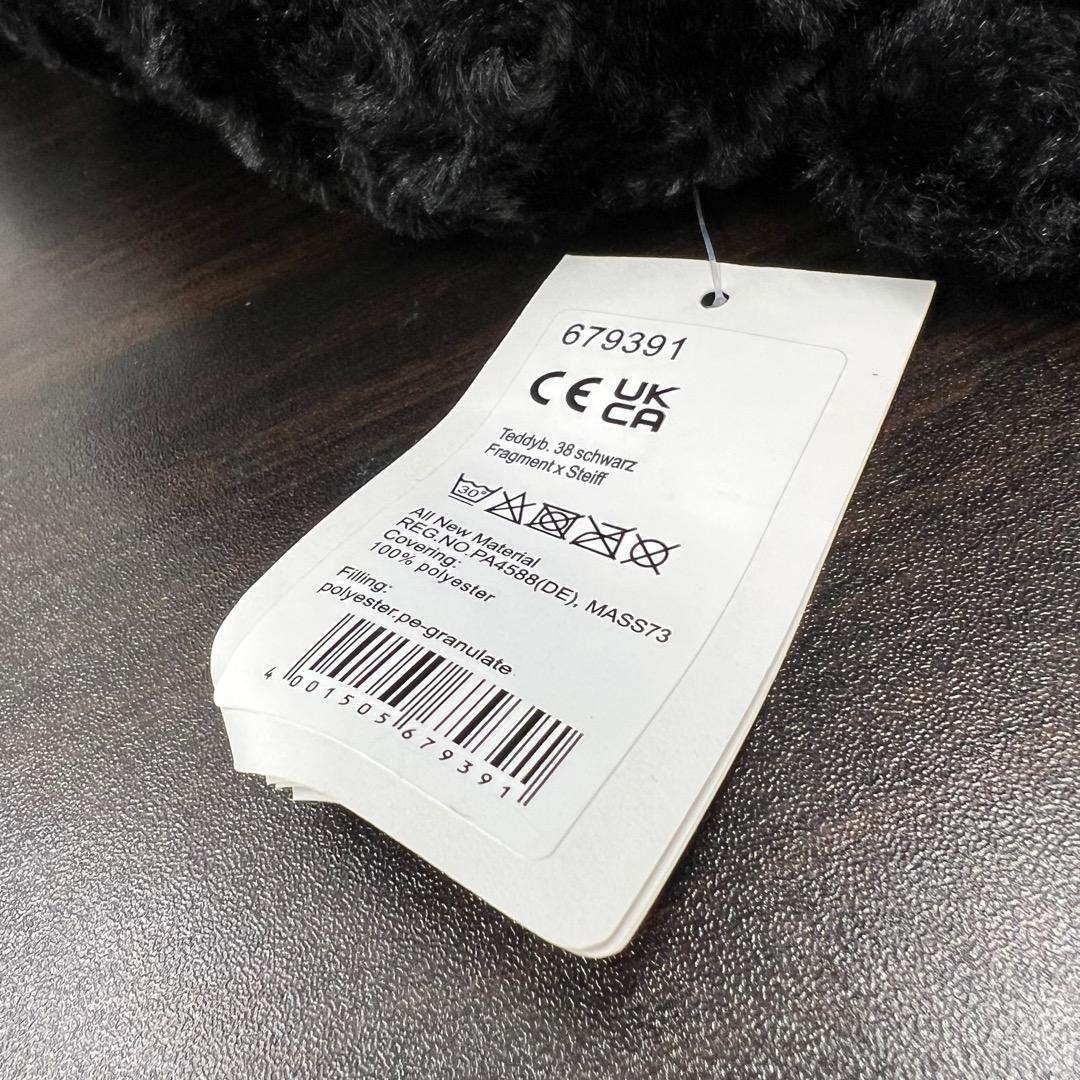 679391
CE UK
CA
Teddyb. 38 schwarz
Fragment x Steiff
30°
All New Material
REG.NO.PA4588(DE), MASS73
Covering:
100% polyester
Filling:
polyester.pe-granulate
4 001505 679391